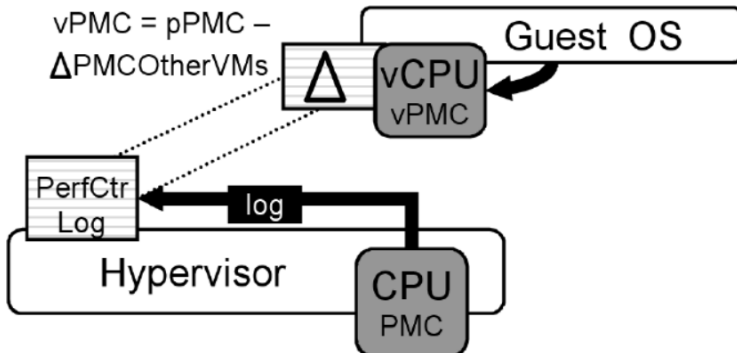 vPMC = pPMC –
ΔPMCOtherVMs
Guest OS
Δ
vCPU
vPMC
PerfCtr
Log
log
Hypervisor
CPU
PMC